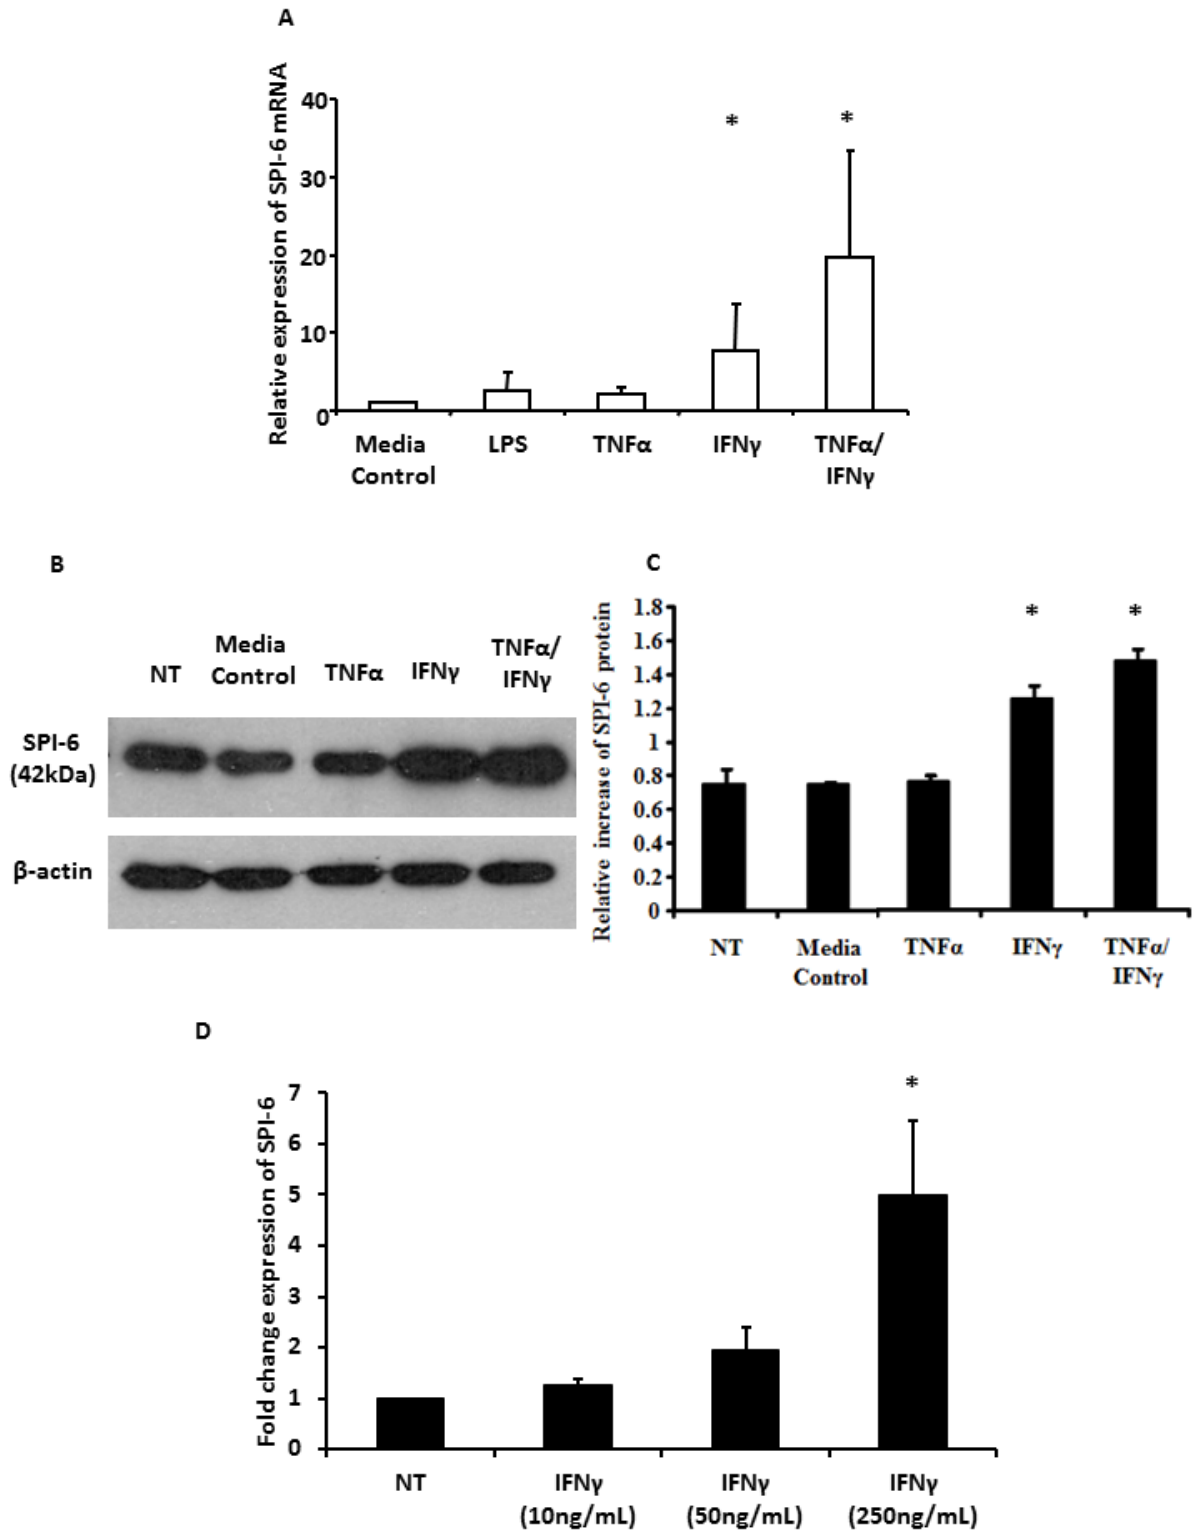 A
Relative expression of SPI-6 mRNA
40
30
20
10
0
*
*
Media
Control
LPS
TNFα
IFNγ
TNFα/
IFNγ
B
NT
Media
Control
TNFα
IFNγ
TNFα/
IFNγ
SPI-6
(42kDa)
β-actin
C
Relative increase of SPI-6 protein
1.8
1.6
1.4
1.2
1
0.8
0.6
0.4
0.2
0
*
*
NT
Media
Control
TNFα
IFNγ
TNFα/
IFNγ
D
Fold change expression of SPI-6
7
6
5
4
3
2
1
0
*
NT
IFNγ
(10ng/mL)
IFNγ
(50ng/mL)
IFNγ
(250ng/mL)